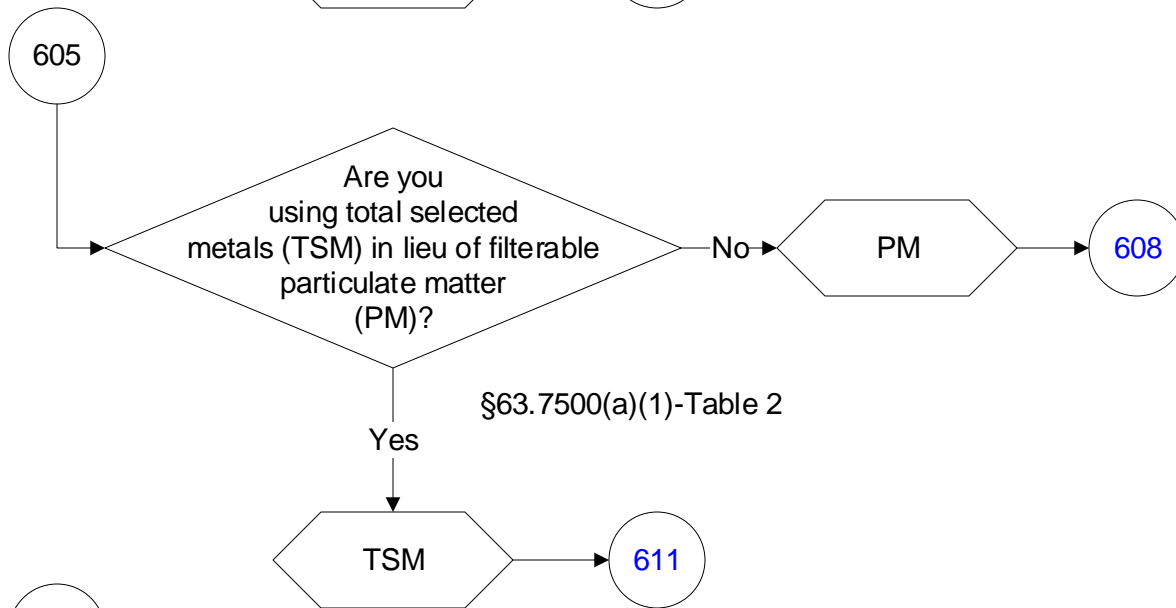 605
Are you
using total selected
metals (TSM) in lieu of filterable
particulate matter
(PM)?
No
PM
608
§63.7500(a)(1)-Table 2
Yes
TSM
611